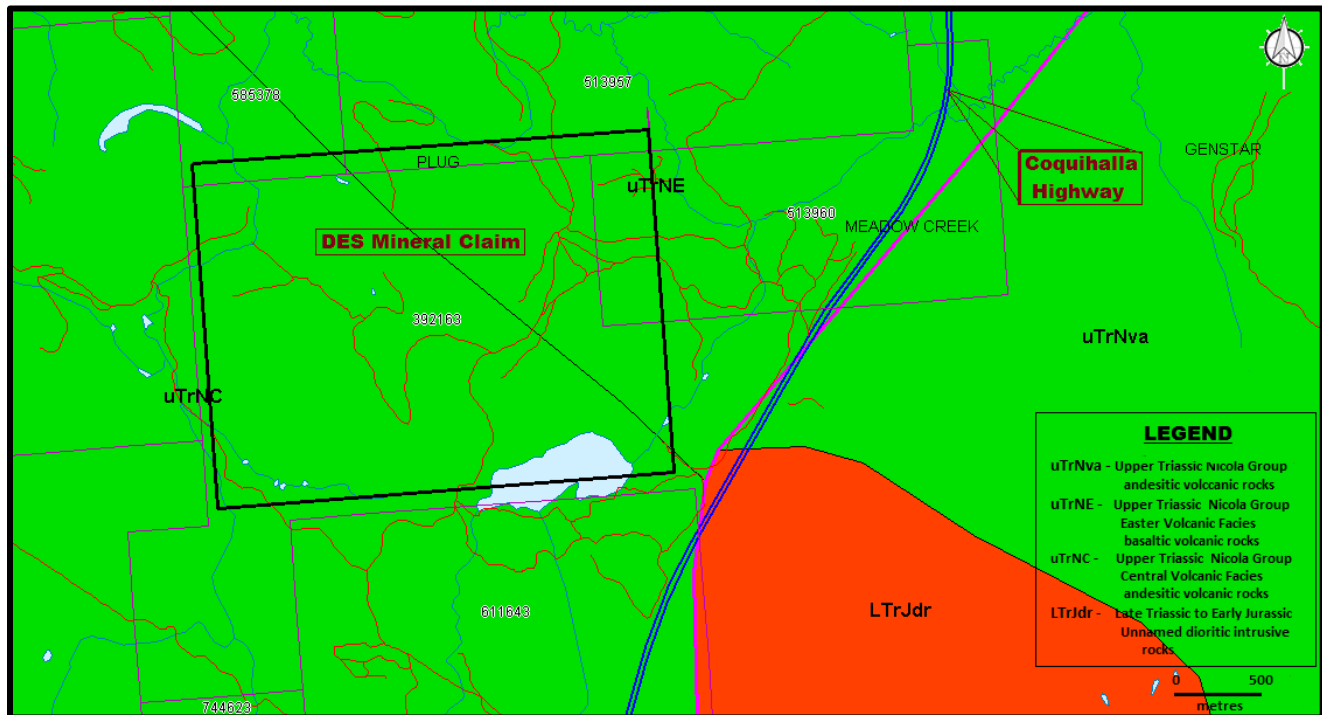 585378
513957
PLUG
uTrNE
GENSTAR
Coquihalla
Highway
513960
MEADOW CREEK
DES Mineral Claim
392163
uTrNva
uTrNC
LEGEND
uTrNva - Upper Triassic Nicola Group
andesitic volccanic rocks
uTrNE - Upper Triassic Nicola Group
Easter Volcanic Facies
basaltic volcanic rocks
uTrNC - Upper Triassic Nicola Group
Central Volcanic Facies
andesitic volcanic rocks
LTrJdr - Late Triassic to Early Jurassic
Unnamed dioritic intrusive
rocks
611643
LTrJdr
0 500
metres
744623
N